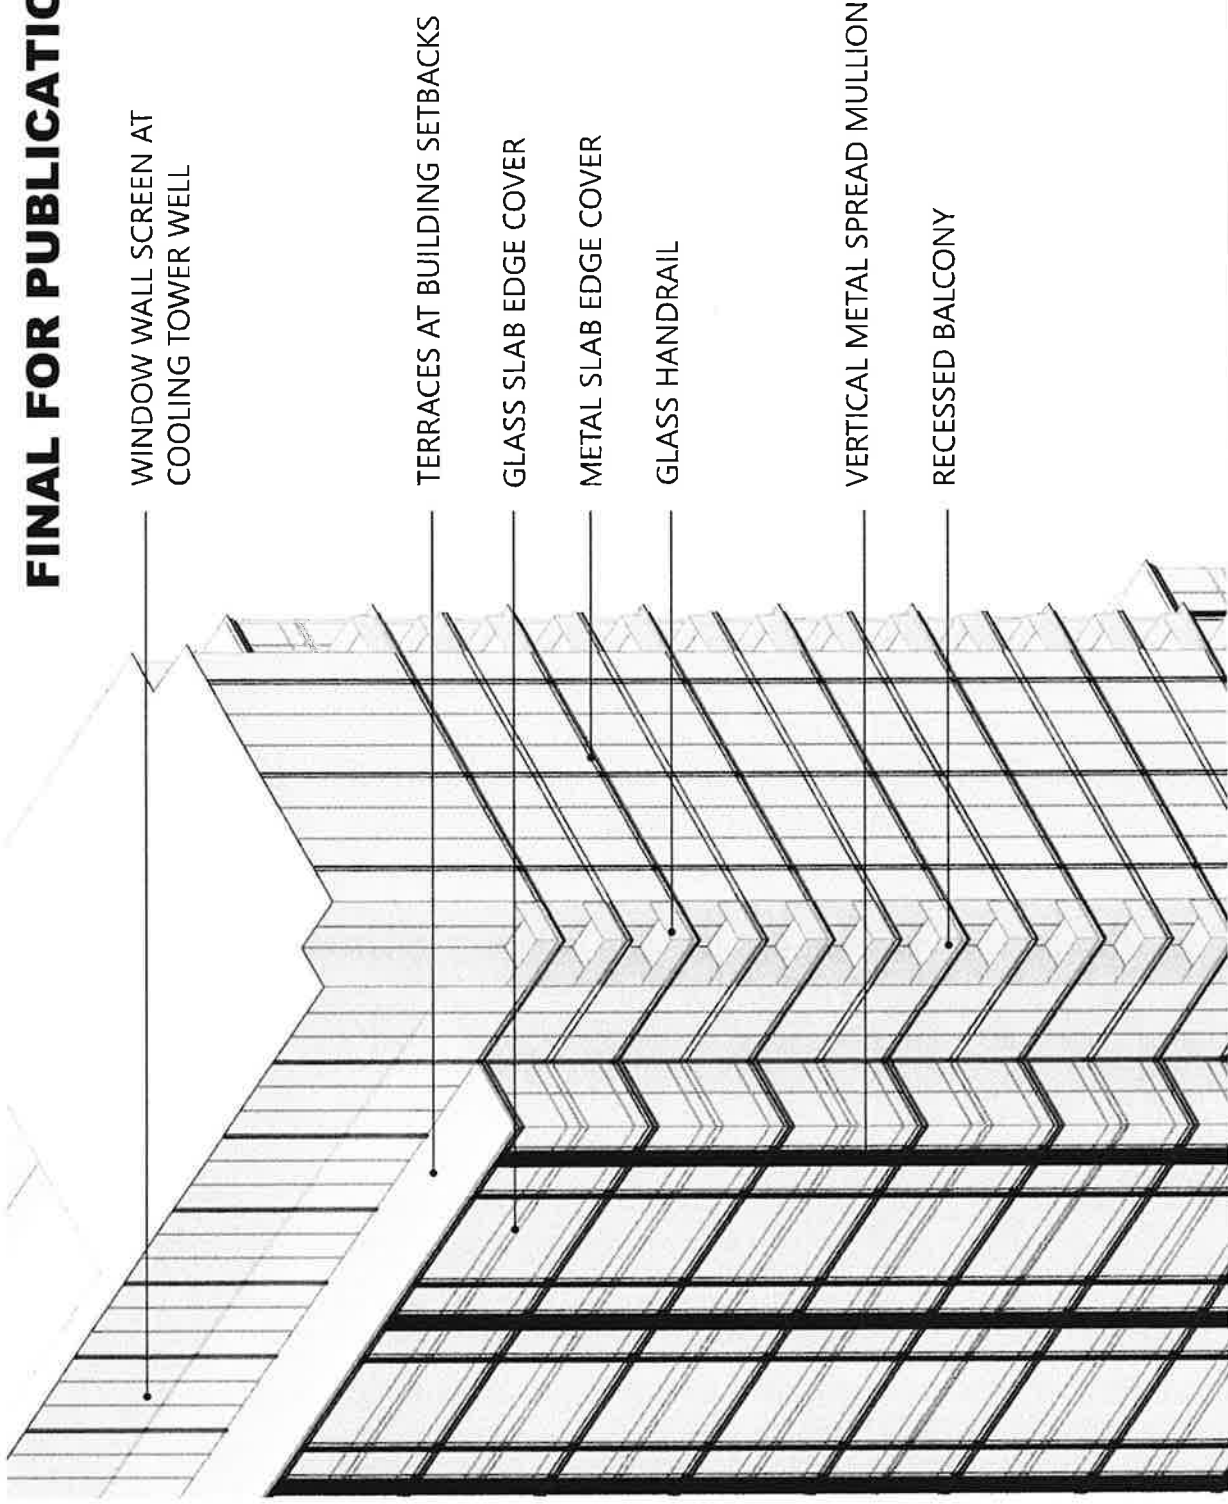 FINAL FOR PUBLICATIO
WINDOW WALL SCREEN AT
COOLING TOWER WELL
TERRACES AT BUILDING SETBACKS
GLASS SLAB EDGE COVER
METAL SLAB EDGE COVER
GLASS HANDRAIL
VERTICAL METAL SPREAD MULLION
RECESSED BALCONY